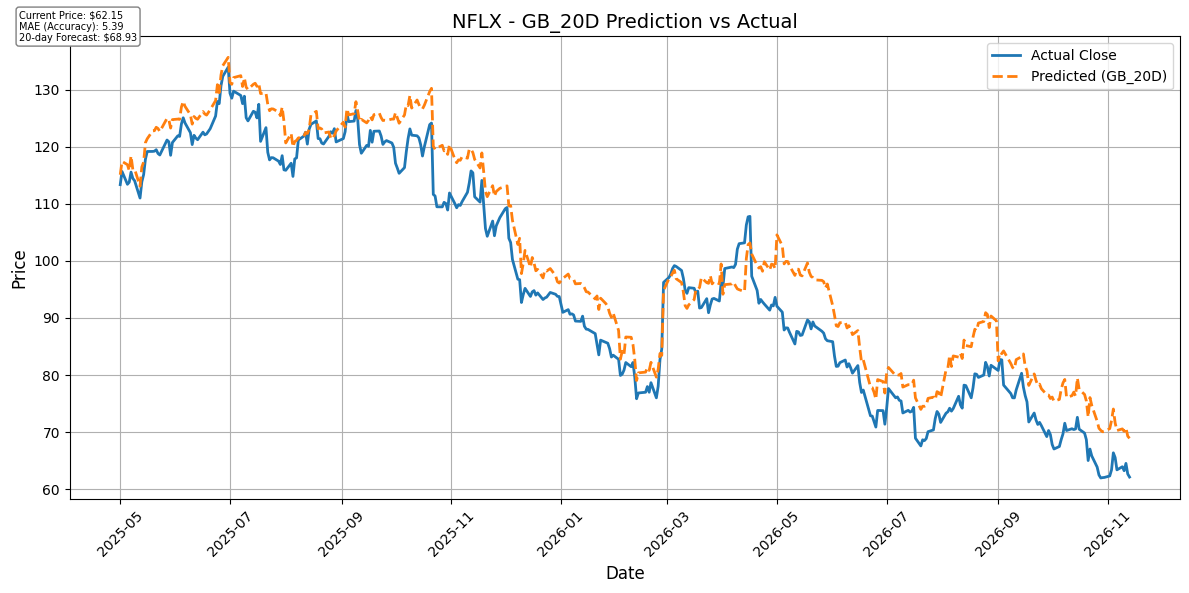 NFLX - GB_20D Prediction vs Actual
Current Price: $62.15
MAE (Accuracy): 5.39
20-day Forecast: $68.93
Actual Close
Predicted (GB_20D)
Price
130
120
110
100
90
80
70
60
2025-05
2025-07
2025-09
2025-11
2026-01
2026-03
2026-05
2026-07
2026-09
2026-11
Date